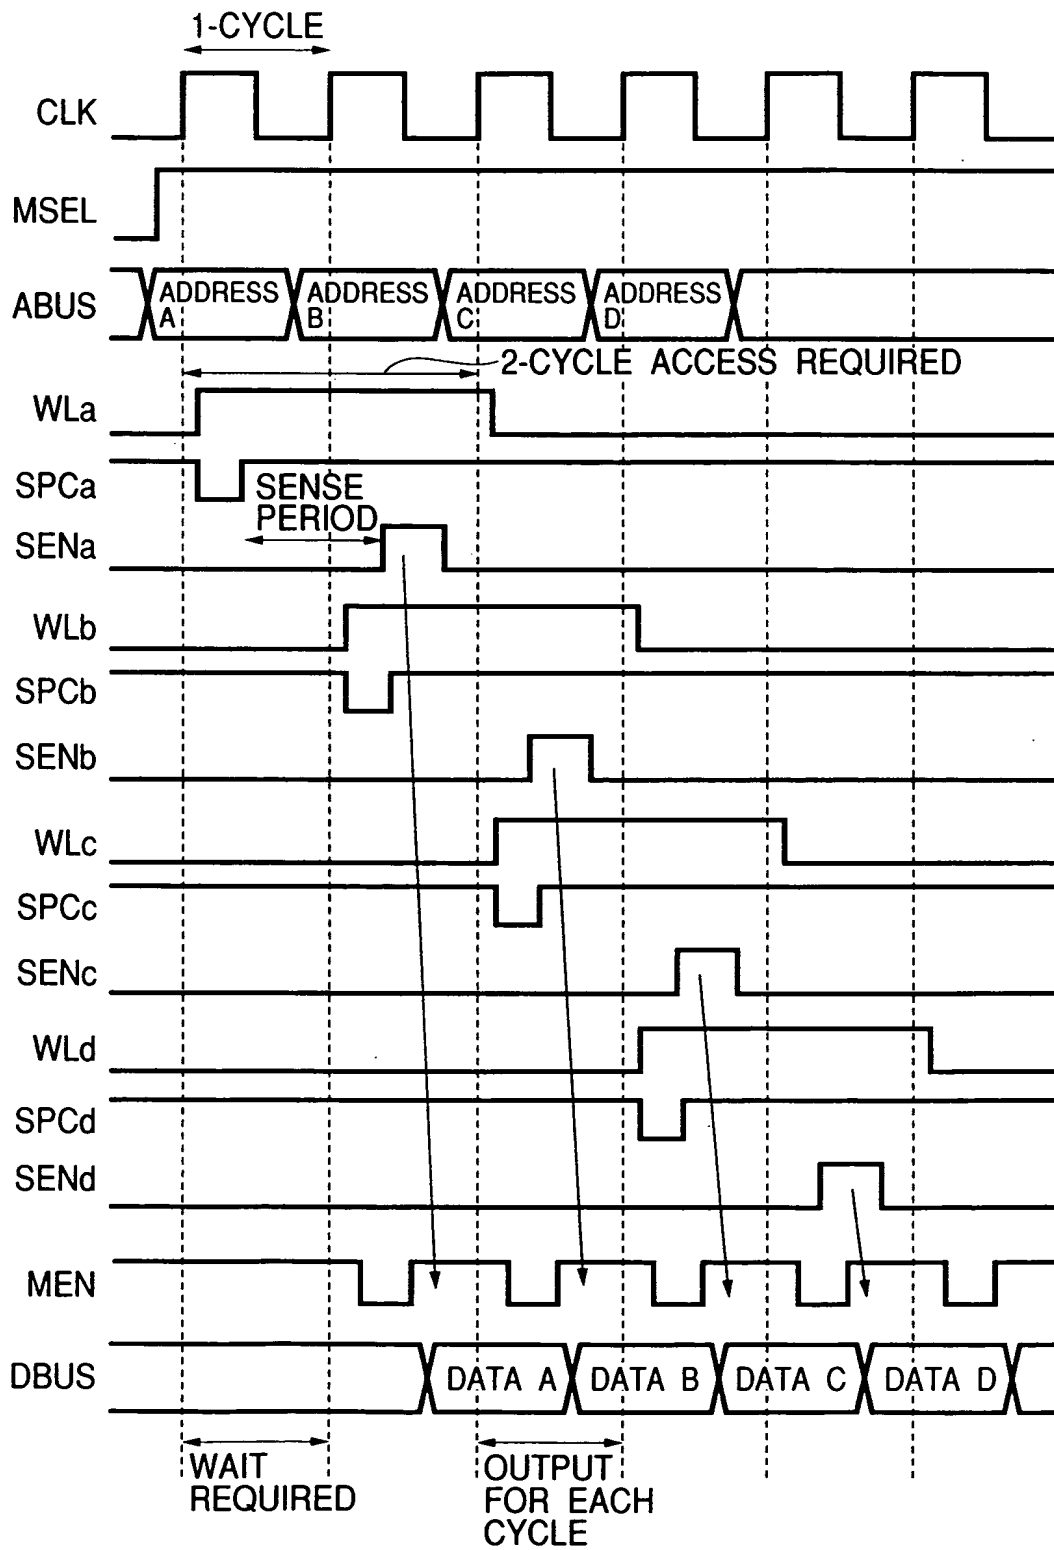 1-CYCLE
CLK
MSEL
ABUS
ADDRESS
A
ADDRESS
B
ADDRESS
C
ADDRESS
D
2-CYCLE ACCESS REQUIRED
WLa
SPCa
SENSE
PERIOD
SENa
WLb
SPCb
SENb
WLc
SPCc
SENc
WLd
SPCd
SENd
MEN
DBUS
DATA A
DATA B
DATA C
DATA D
WAIT
REQUIRED
OUTPUT
FOR EACH
CYCLE